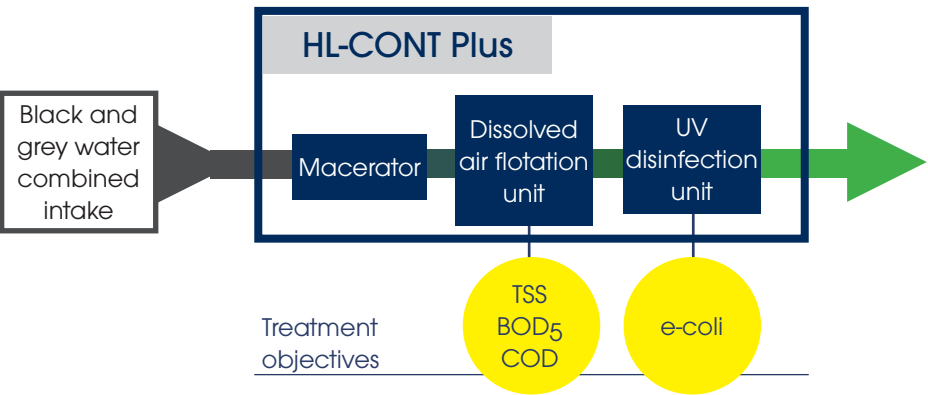 HL-CONT Plus
Black and
grey water
combined
intake
Macerator
Dissolved
air flotation
unit
UV
disinfection
unit
Treatment
objectives
TSS
BOD5
COD
e-coli